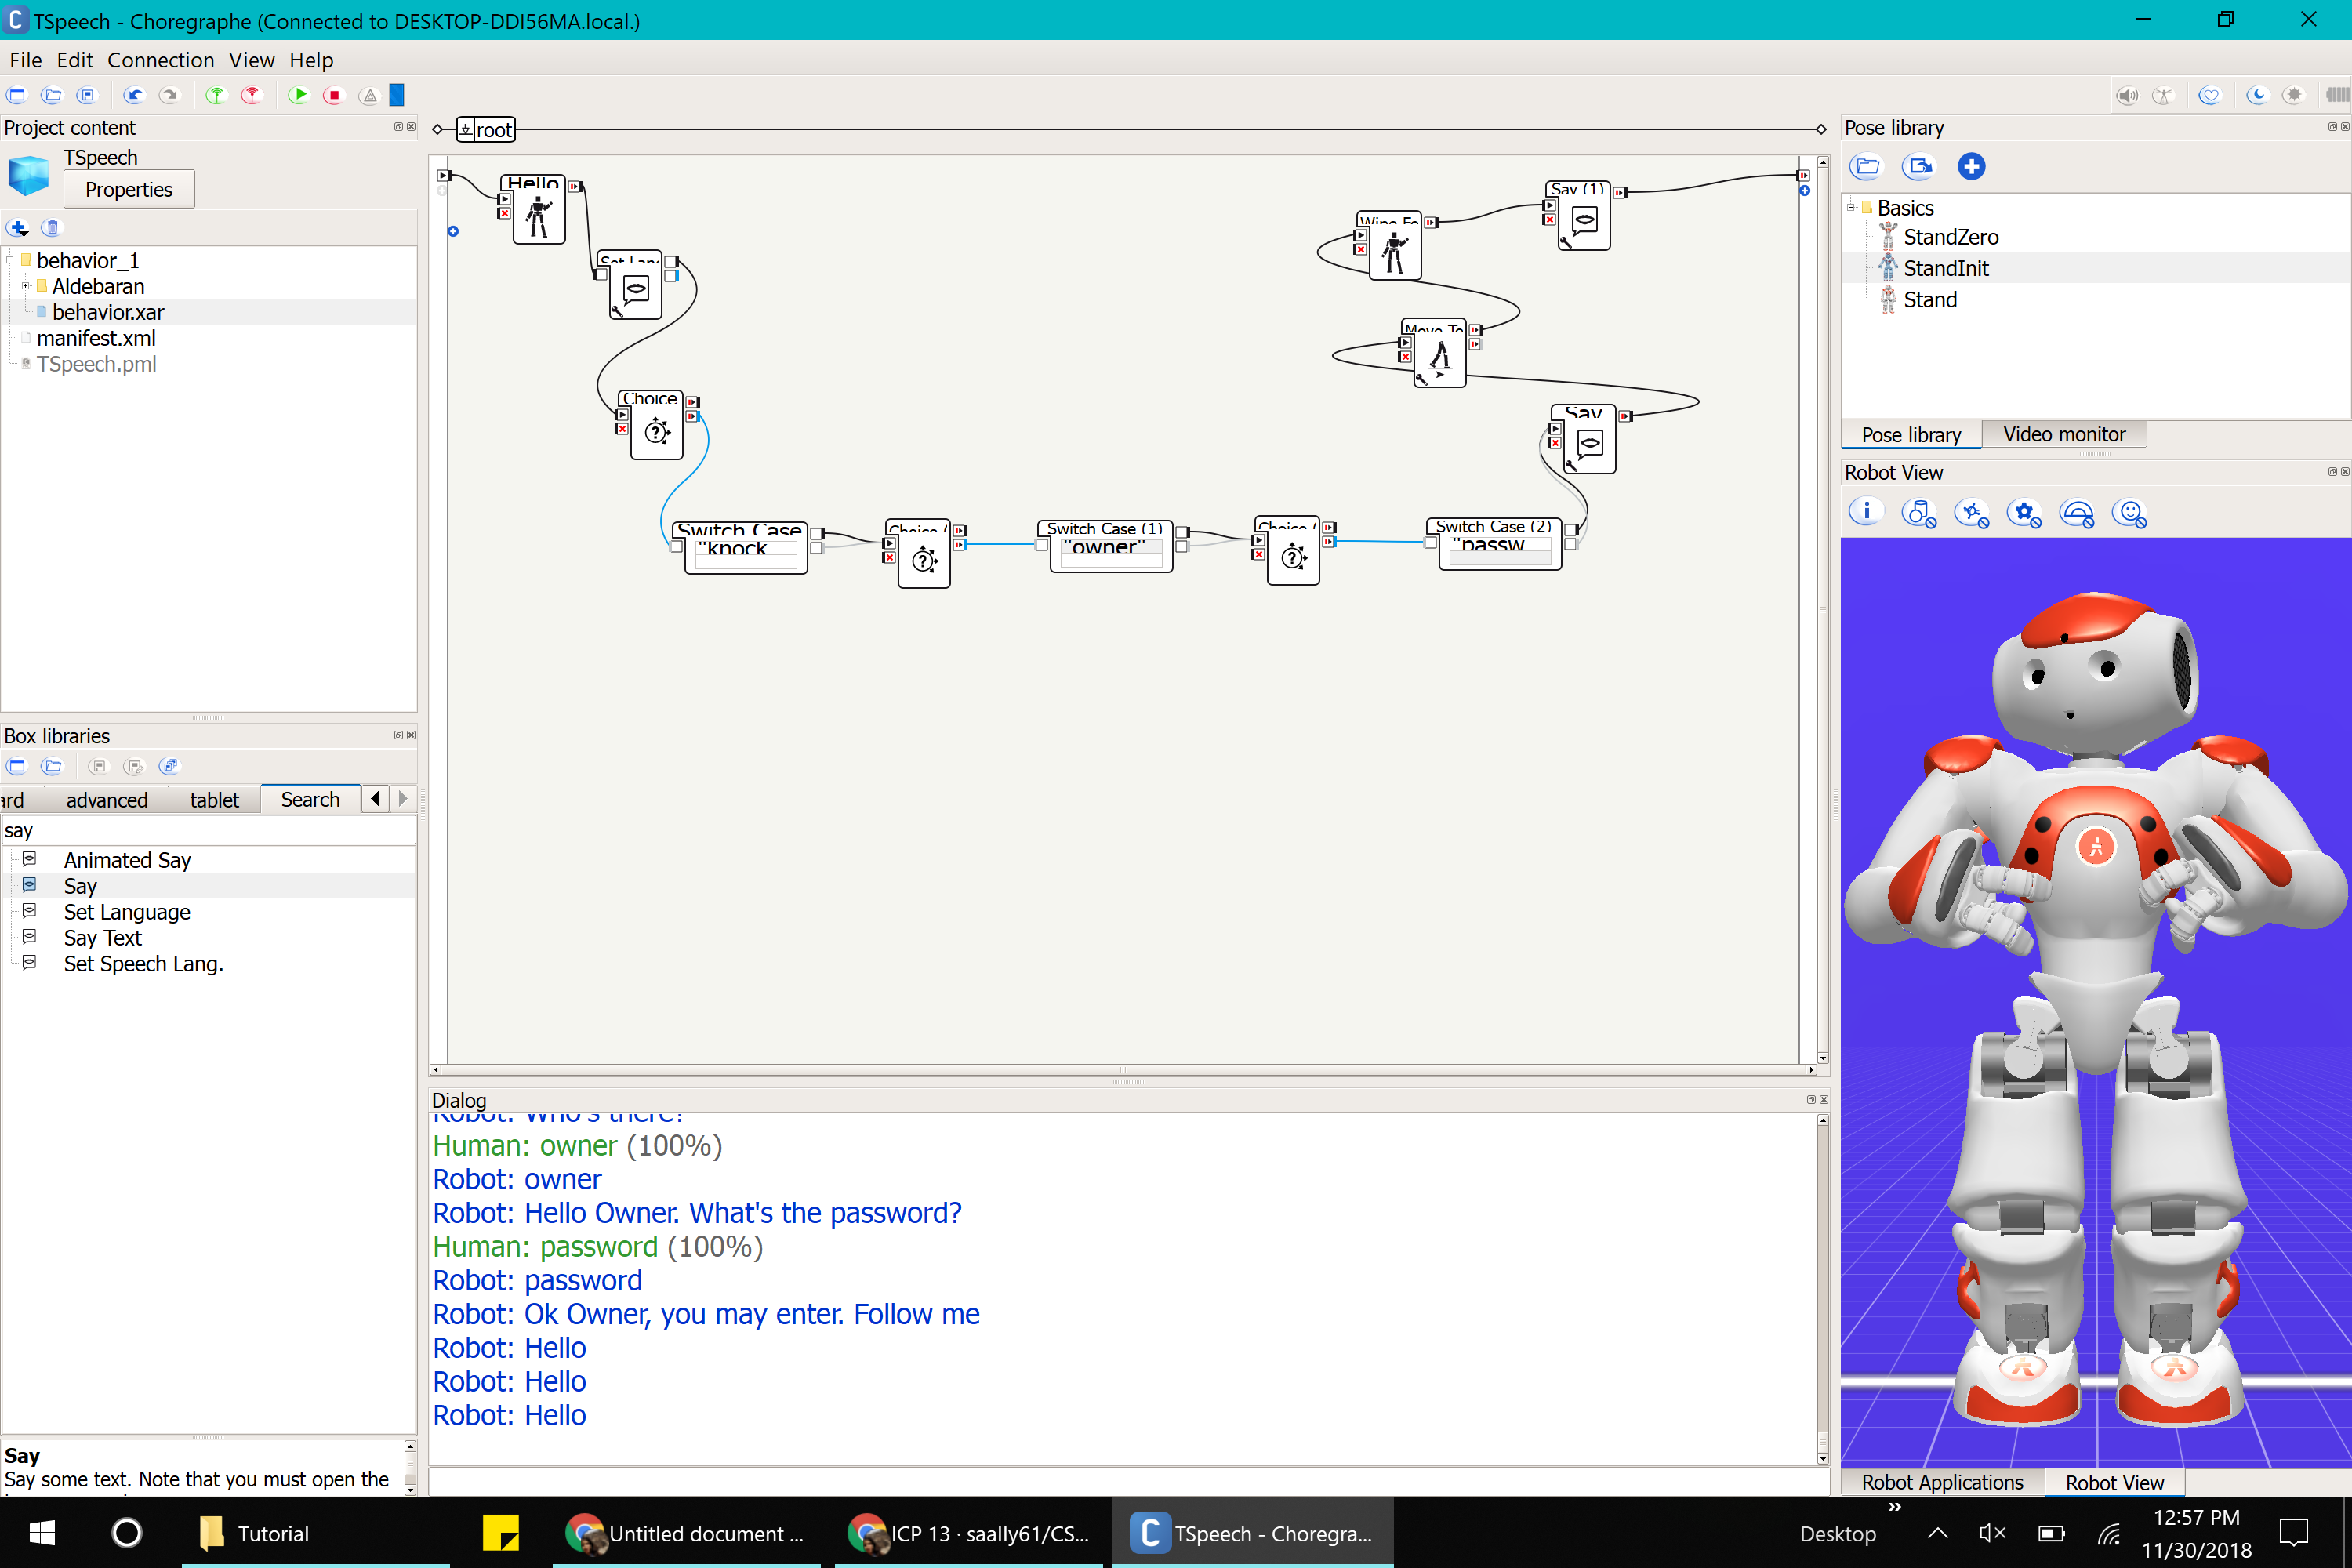 TSpeech - Choregraphe (Connected to DESKTOP-DDI56MA.local.)
File Edit Connection View Help
Project content
TSpeech
Properties
behavior_1
Aldebaran
behavior.xar
manifest.xml
TSpeech.pml
Box libraries
advanced tablet Search
say
Animated Say
Say
Set Language
Say Text
Set Speech Lang.
Say
Say some text. Note that you must open the
root
Hello
Choice
Switch Case
"knock
Choice (
Switch Case (1)
"owner"
Choice (
Switch Case (2)
"passw
Say
Move To
Say (1)
Dialog
Robot: Who's there?
Human: owner (100%)
Robot: owner
Robot: Hello Owner. What's the password?
Human: password (100%)
Robot: password
Robot: Ok Owner, you may enter. Follow me
Robot: Hello
Robot: Hello
Robot: Hello
Pose library
Basics
StandZero
StandInit
Stand
Pose library Video monitor
Robot View
Robot Applications Robot View
Tutorial
Untitled document ...
ICP 13 · saally61/CS...
TSpeech - Choregra...
Desktop
12:57 PM
11/30/2018